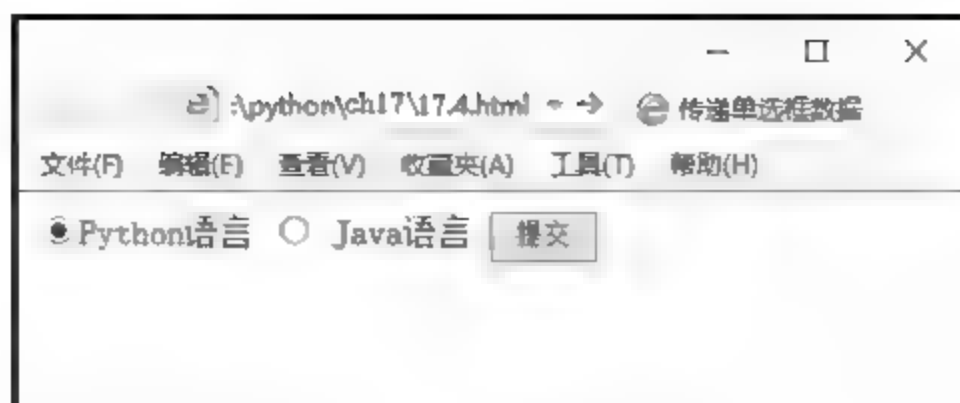 :\python\ch17\17.4.html 传递单选框数据
文件(F) 编辑(E) 查看(V) 收藏夹(A) 工具(T) 帮助(H)
Python语言 Java语言 提交